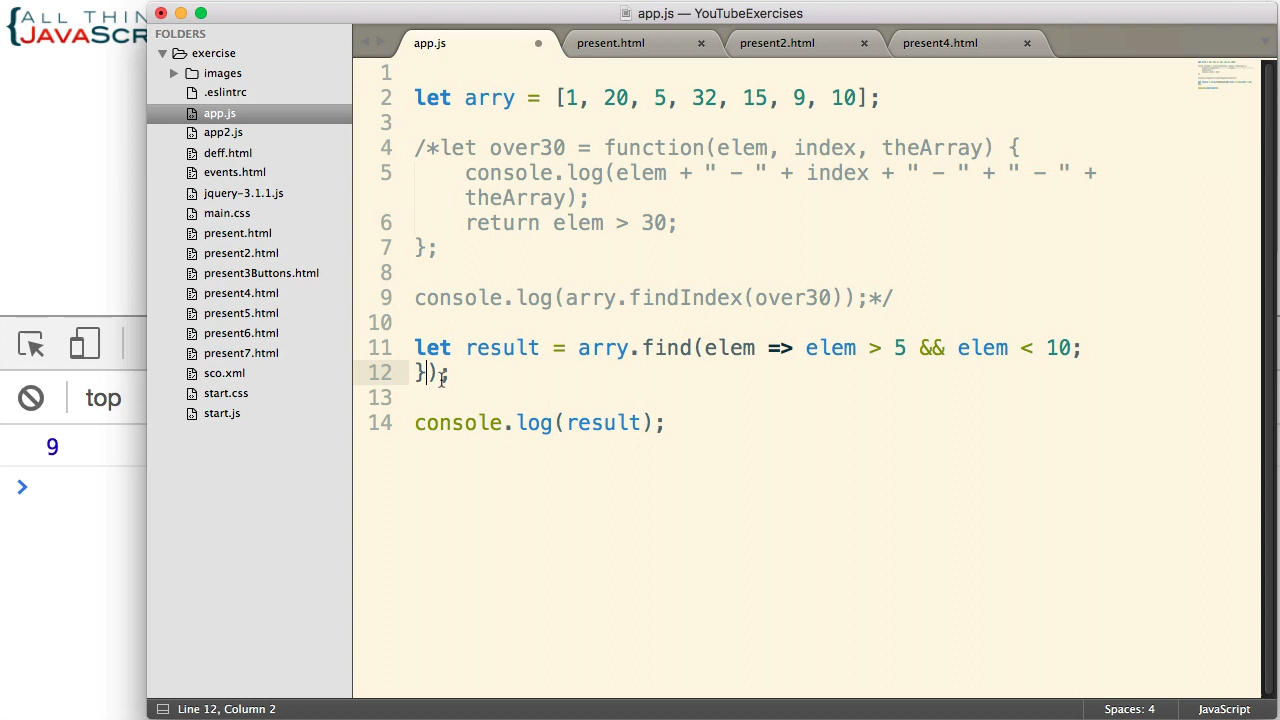 ALL THIN
JAVASCR
app.js — YouTubeExercises
FOLDERS
exercise
images
.eslintrc
app.js
app2.js
deff.html
events.html
jquery-3.1.1.js
main.css
present.html
present2.html
present3Buttons.html
present4.html
present5.html
present6.html
present7.html
sco.xml
start.css
start.js
top
9
app.js
present.html
present2.html
present4.html
1
2 let arry = [1, 20, 5, 32, 15, 9, 10];
3
4 /*let over30 = function(elem, index, theArray) {
5 console.log(elem + " - " + index + " - " + " - " +
theArray);
6 return elem > 30;
7 };
8
9 console.log(arry.findIndex(over30));*/
10
11 let result = arry.find(elem => elem > 5 && elem < 10;
12 });
13
14 console.log(result);
Line 12, Column 2
Spaces: 4
JavaScript